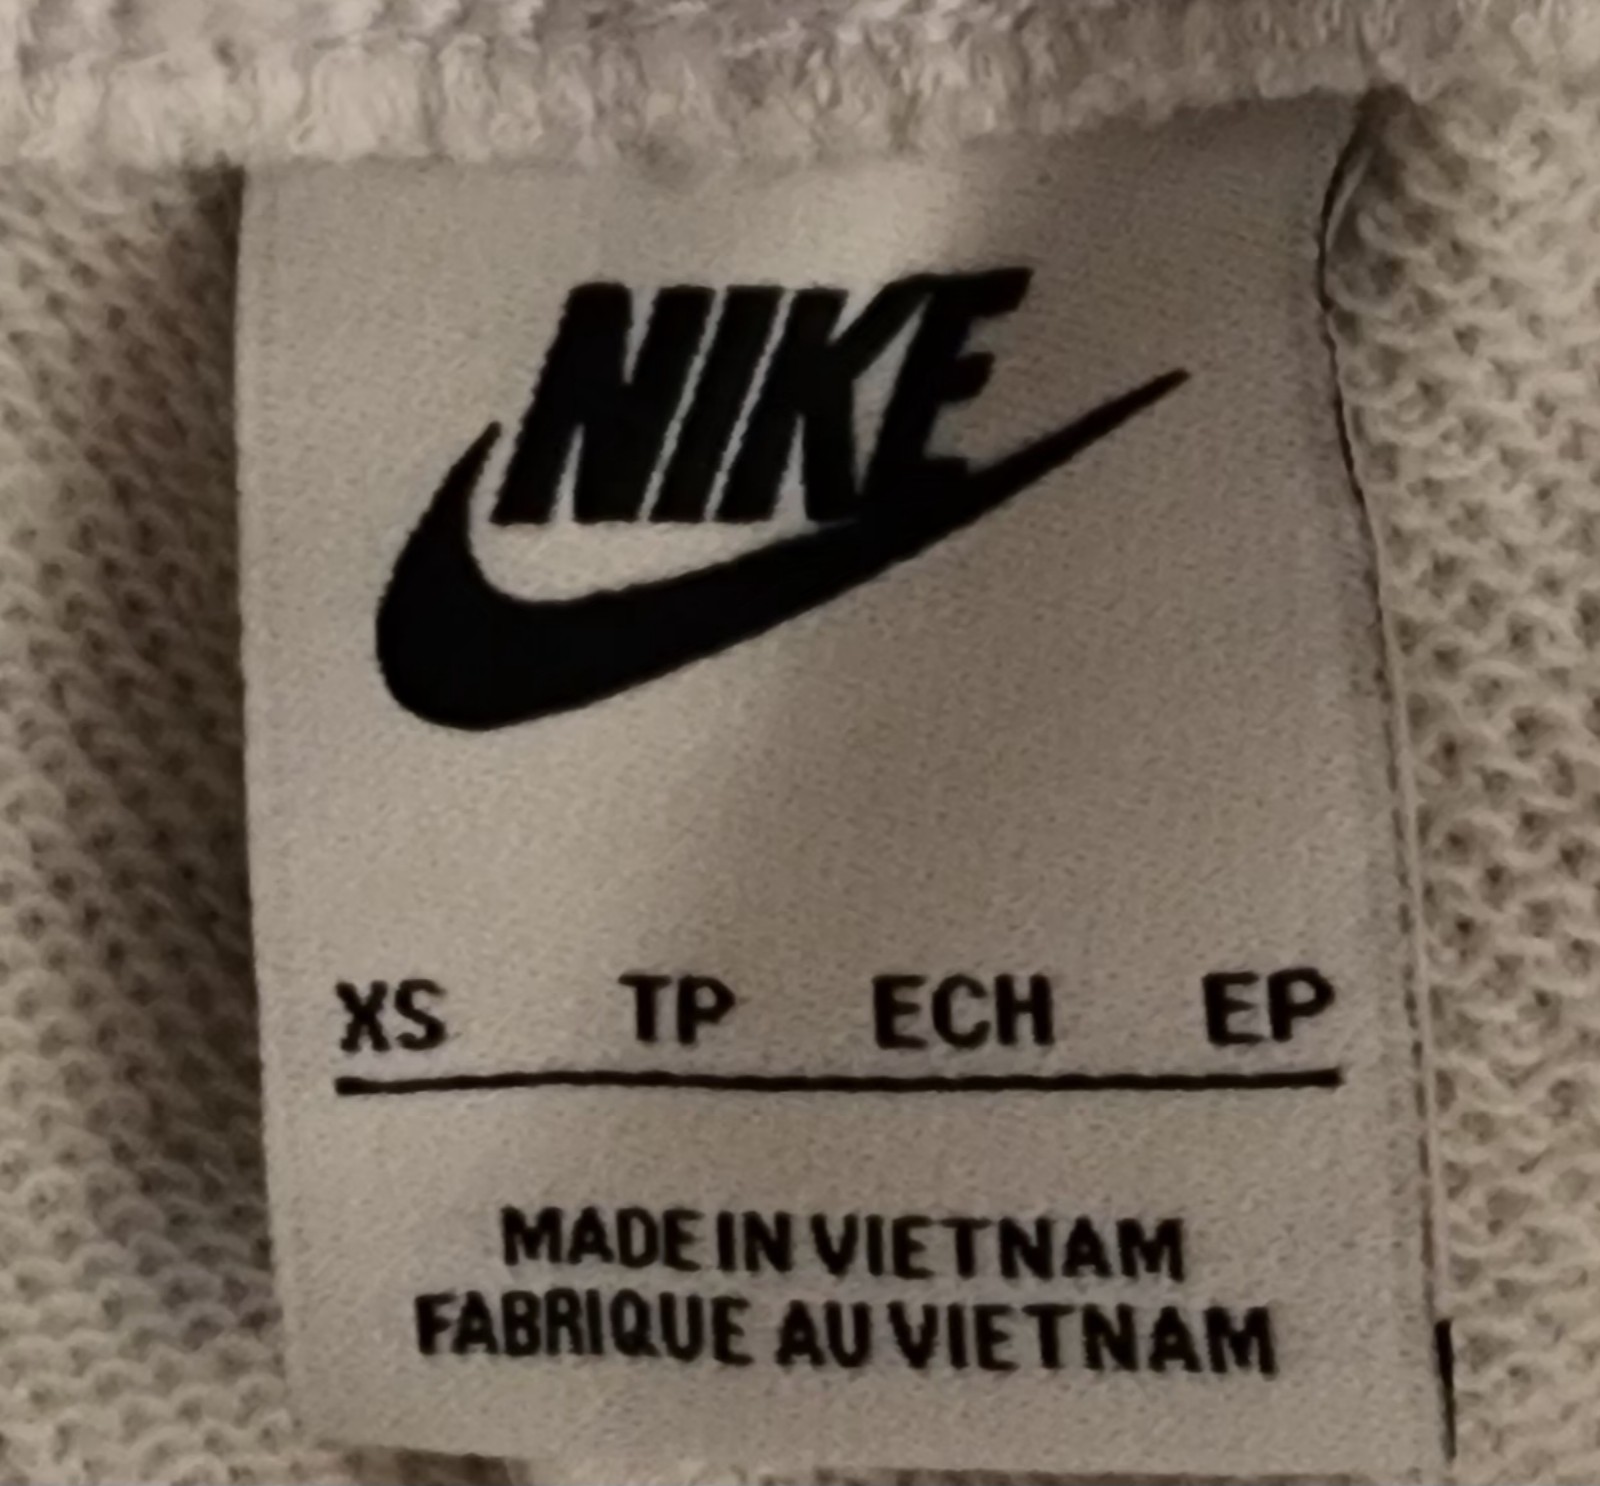 NIKE
XS TP ECH EP
MADE IN VIETNAM
FABRIQUE AU VIETNAM